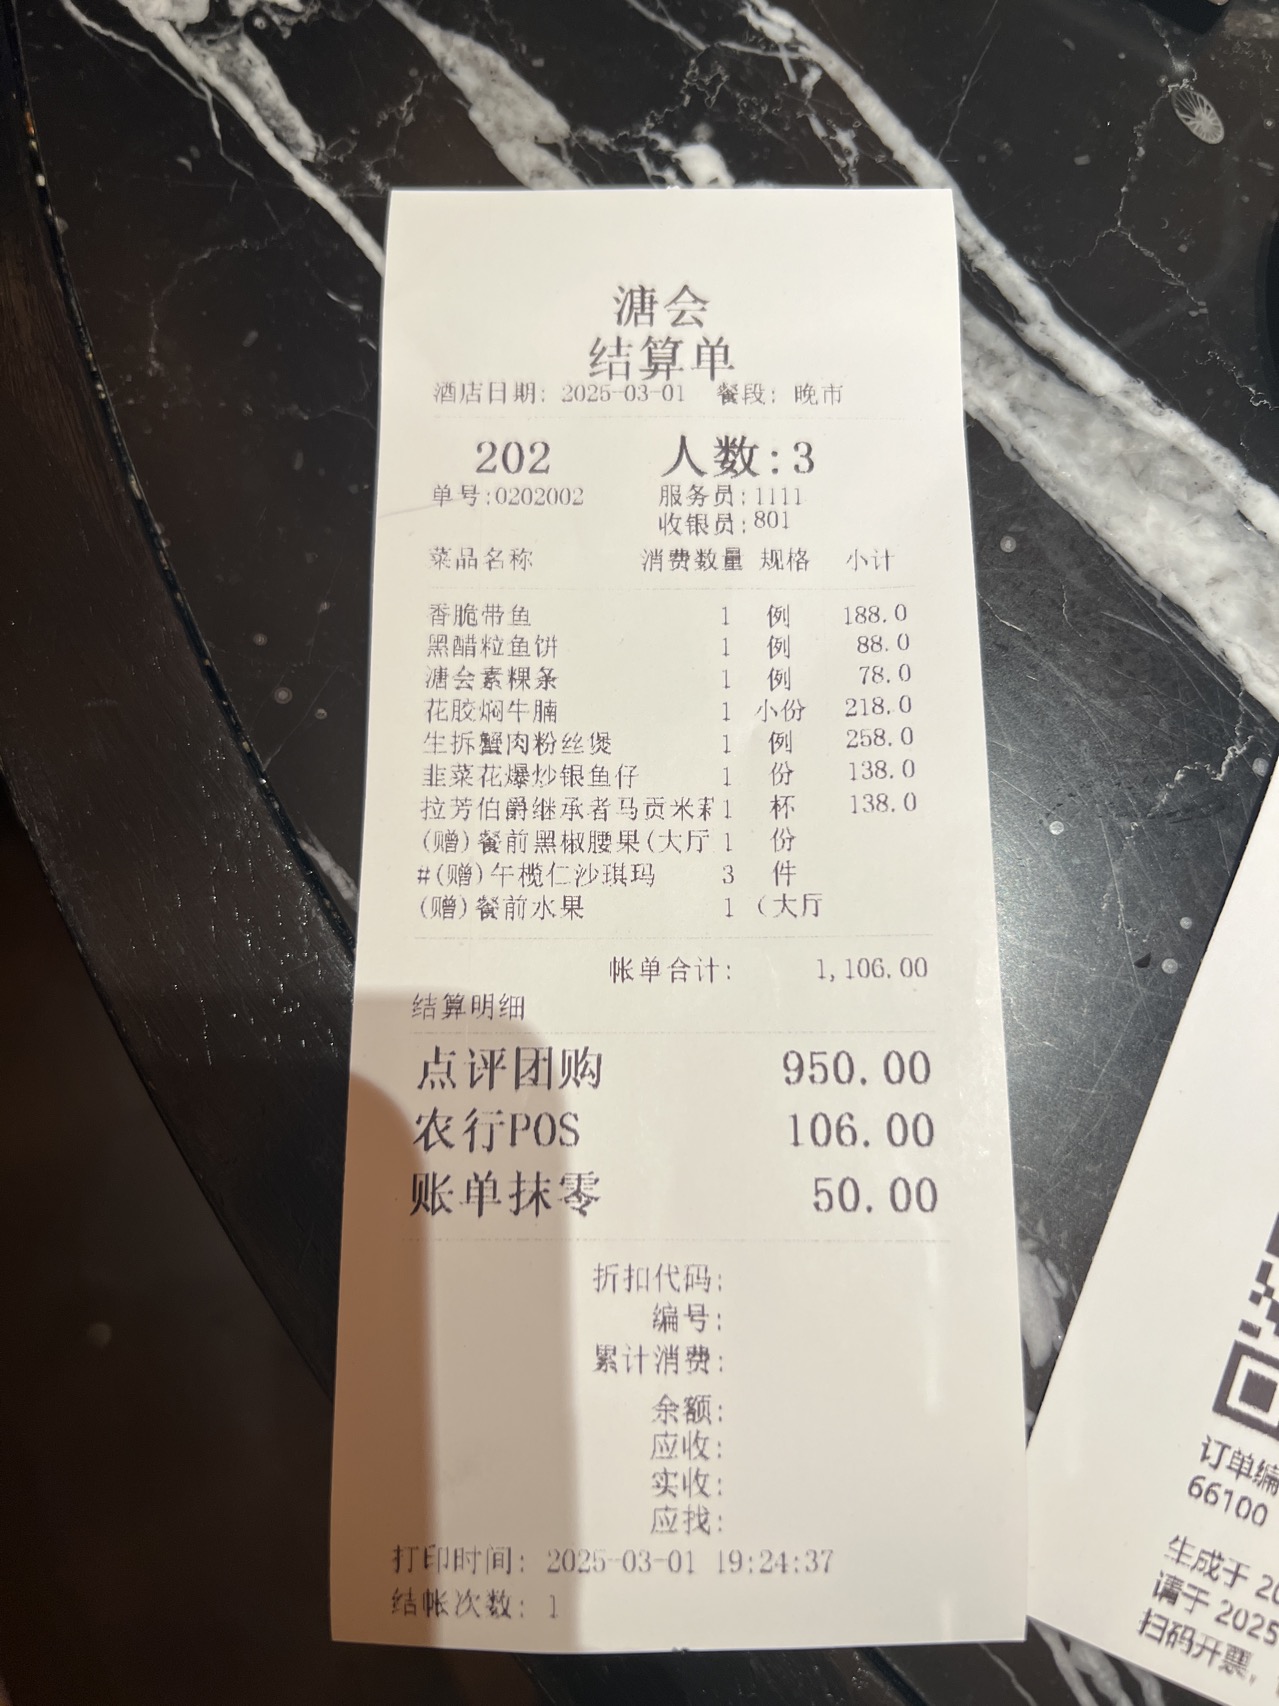 溏会
结算单
酒店日期: 2025-03-01 餐段: 晚市
202 人数:3
单号:0202002 服务员:1111
收银员:801
菜品名称 消费数量 规格 小计
香脆带鱼 1 例 188.0
黑醋粒鱼饼 1 例 88.0
溏会素粿条 1 例 78.0
花胶焖牛腩 1 小份 218.0
生拆蟹肉粉丝煲 1 例 258.0
韭菜花爆炒银鱼仔 1 份 138.0
拉芳伯爵继承者马贡米莉 1 杯 138.0
(赠)餐前黑椒腰果(大厅 1 份
#(赠)午榄仁沙琪玛 3 件
(赠)餐前水果 1 (大厅
帐单合计: 1,106.00
结算明细
点评团购 950.00
农行POS 106.00
账单抹零 50.00
折扣代码:
编号:
累计消费:
余额:
应收:
实收:
应找:
打印时间: 2025-03-01 19:24:37
结帐次数: 1
订单编
66100
生成于 20
请于 2025
扫码开票,